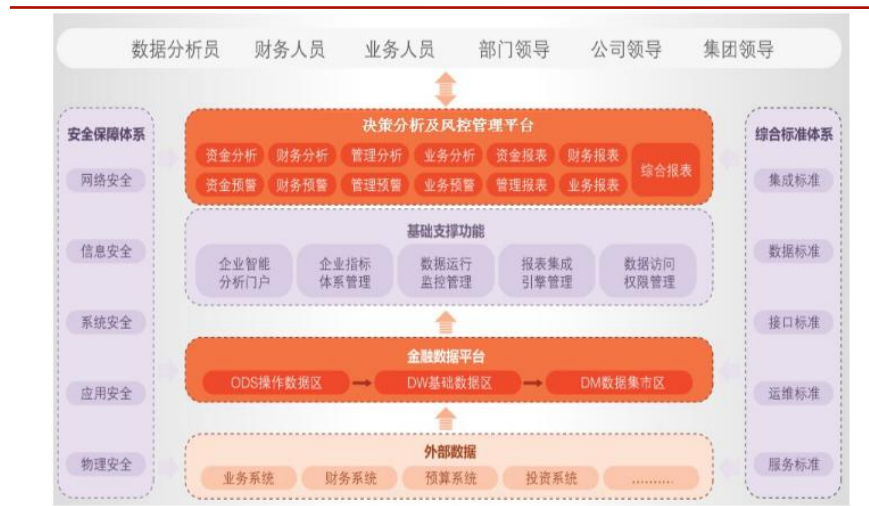 数据分析员 财务人员 业务人员 部门领导 公司领导 集团领导
安全保障体系
网络安全
信息安全
系统安全
应用安全
物理安全
决策分析及风控管理平台
资金分析 财务分析 管理分析 业务分析 资金报表 财务报表
资金预警 财务预警 管理预警 业务预警 管理报表 业务报表
综合报表
基础支撑功能
企业智能
分析门户
企业指标
体系管理
数据运行
监控管理
报表集成
引擎管理
数据访问
权限管理
金融数据平台
ODS操作数据区 DW基础数据区 DM数据集市区
外部数据
业务系统 财务系统 预算系统 投资系统 ..........
综合标准体系
集成标准
数据标准
接口标准
运维标准
服务标准